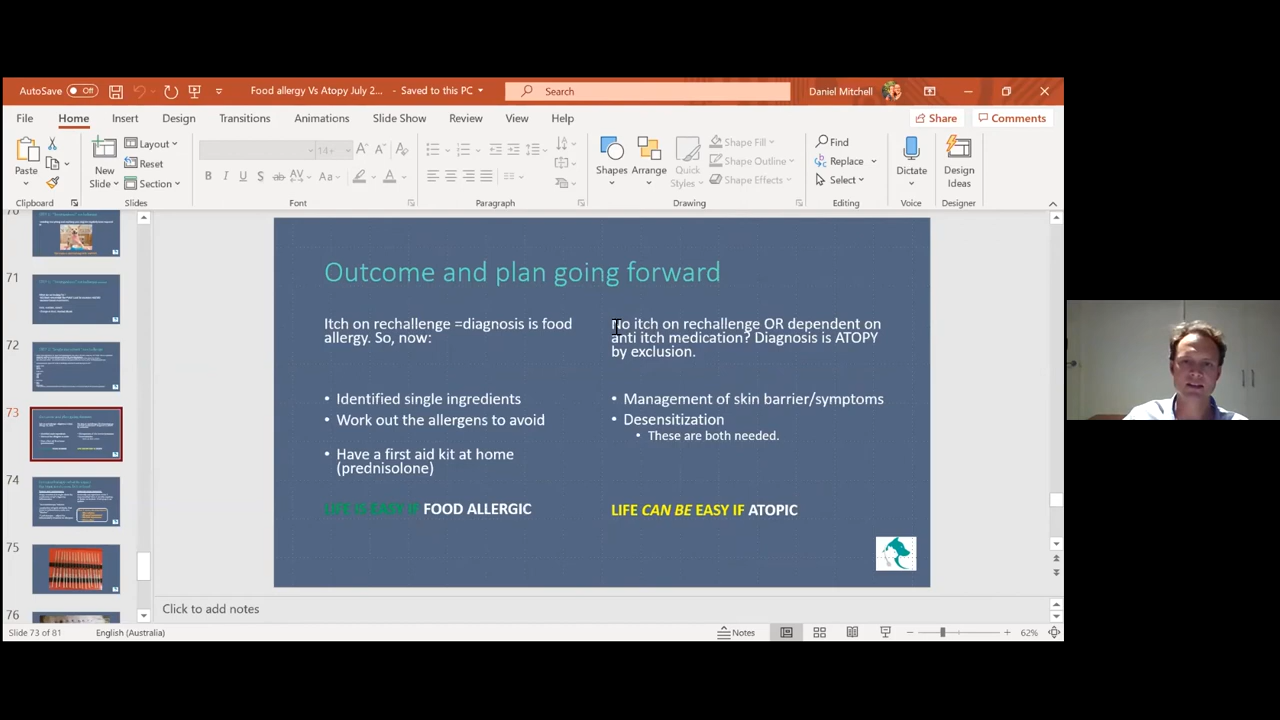 AutoSave Off
Food allergy Vs Atopy July 2... - Saved to this PC
Search
Daniel Mitchell
File Home Insert Design Transitions Animations Slide Show Review View Help
Share Comments
Paste
New Slide
Layout
Reset
Section
14+
Shapes Arrange Quick Styles
Shape Fill
Shape Outline
Shape Effects
Find
Replace
Select
Dictate
Design Ideas
Clipboard Slides Font Paragraph Drawing Editing Voice Designer
71
72
73
74
75
76
Outcome and plan going forward
Itch on rechallenge =diagnosis is food
allergy. So, now:
• Identified single ingredients
• Work out the allergens to avoid
• Have a first aid kit at home
(prednisolone)
LIFE IS EASY IF FOOD ALLERGIC
No itch on rechallenge OR dependent on
anti itch medication? Diagnosis is ATOPY
by exclusion.
• Management of skin barrier/symptoms
• Desensitization
• These are both needed.
LIFE CAN BE EASY IF ATOPIC
Click to add notes
Slide 73 of 81 English (Australia) Notes 62%